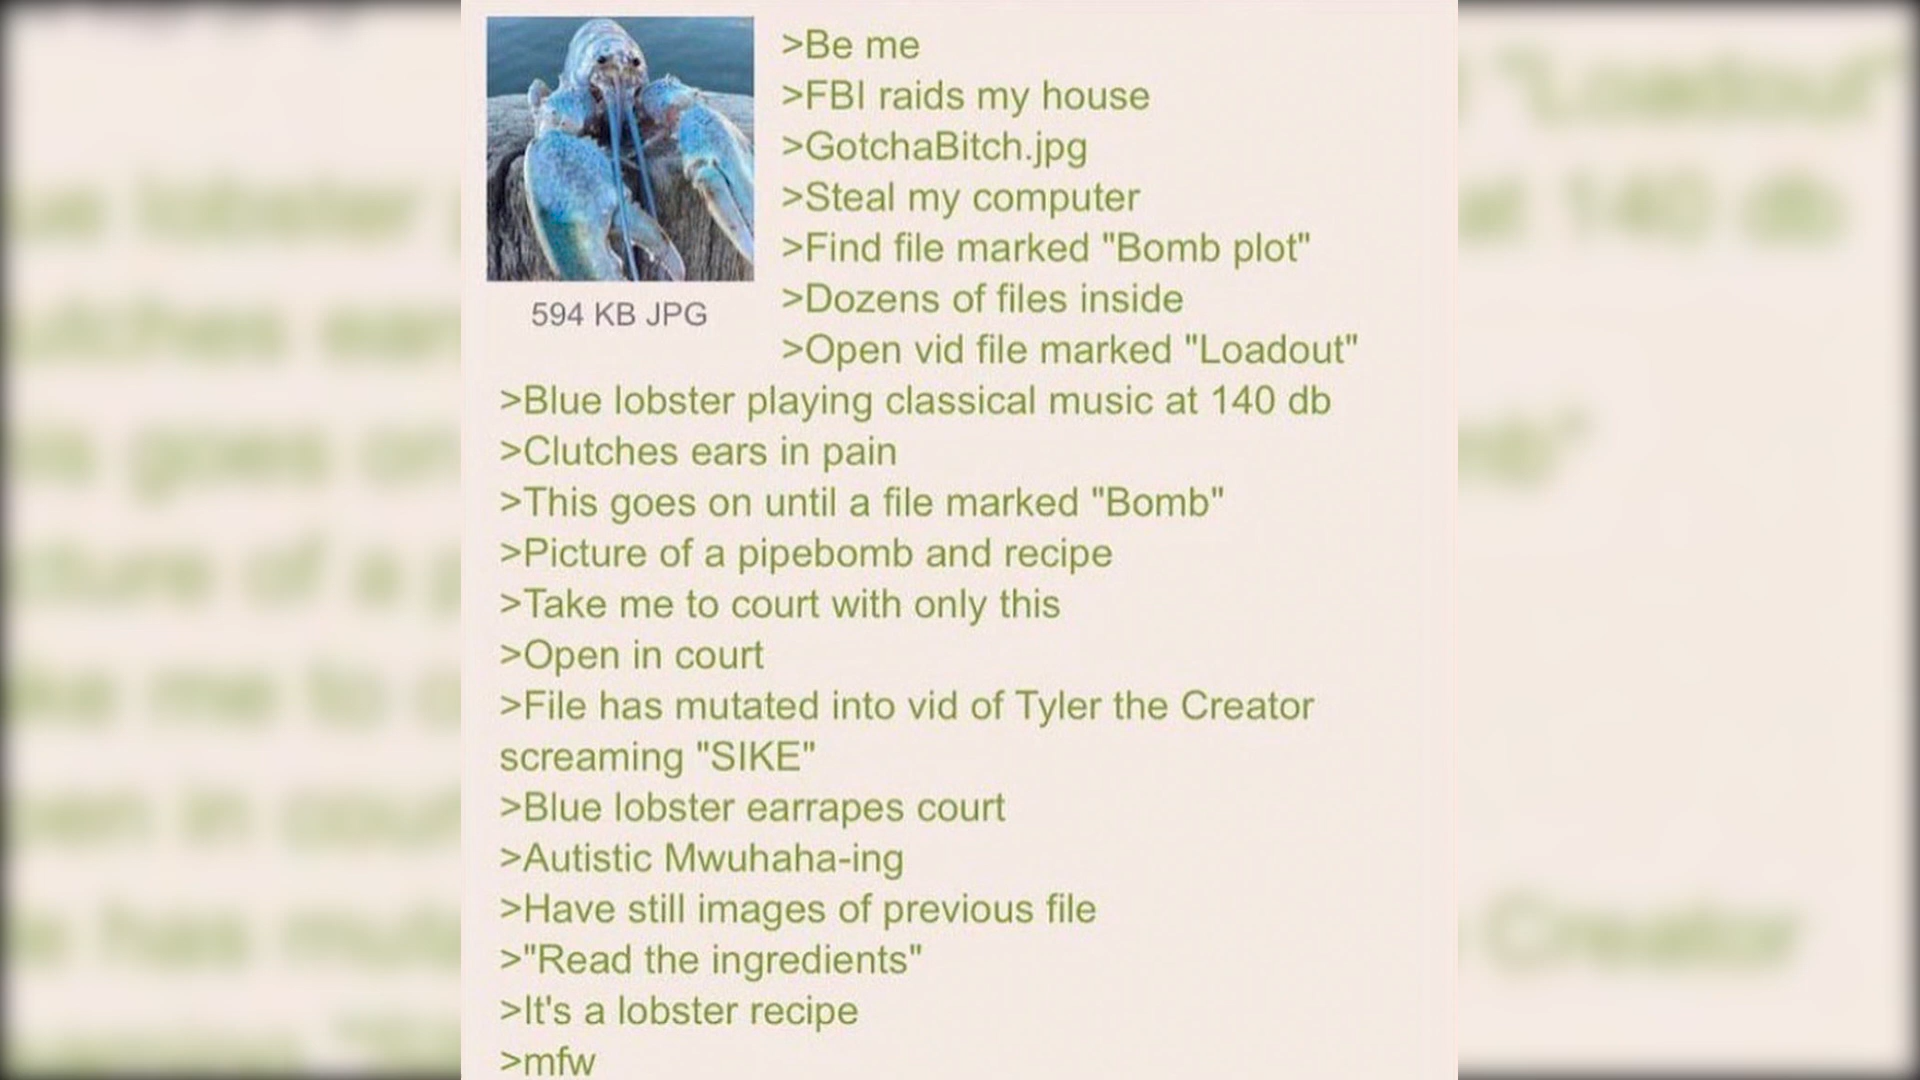 >Be me
>FBI raids my house
>GotchaBitch.jpg
>Steal my computer
>Find file marked "Bomb plot"
>Dozens of files inside
>Open vid file marked "Loadout"
594 KB JPG
>Blue lobster playing classical music at 140 db
>Clutches ears in pain
>This goes on until a file marked "Bomb"
>Picture of a pipebomb and recipe
>Take me to court with only this
>Open in court
>File has mutated into vid of Tyler the Creator
screaming "SIKE"
>Blue lobster earrapes court
>Autistic Mwuhaha-ing
>Have still images of previous file
>"Read the ingredients"
>It's a lobster recipe
>mfw